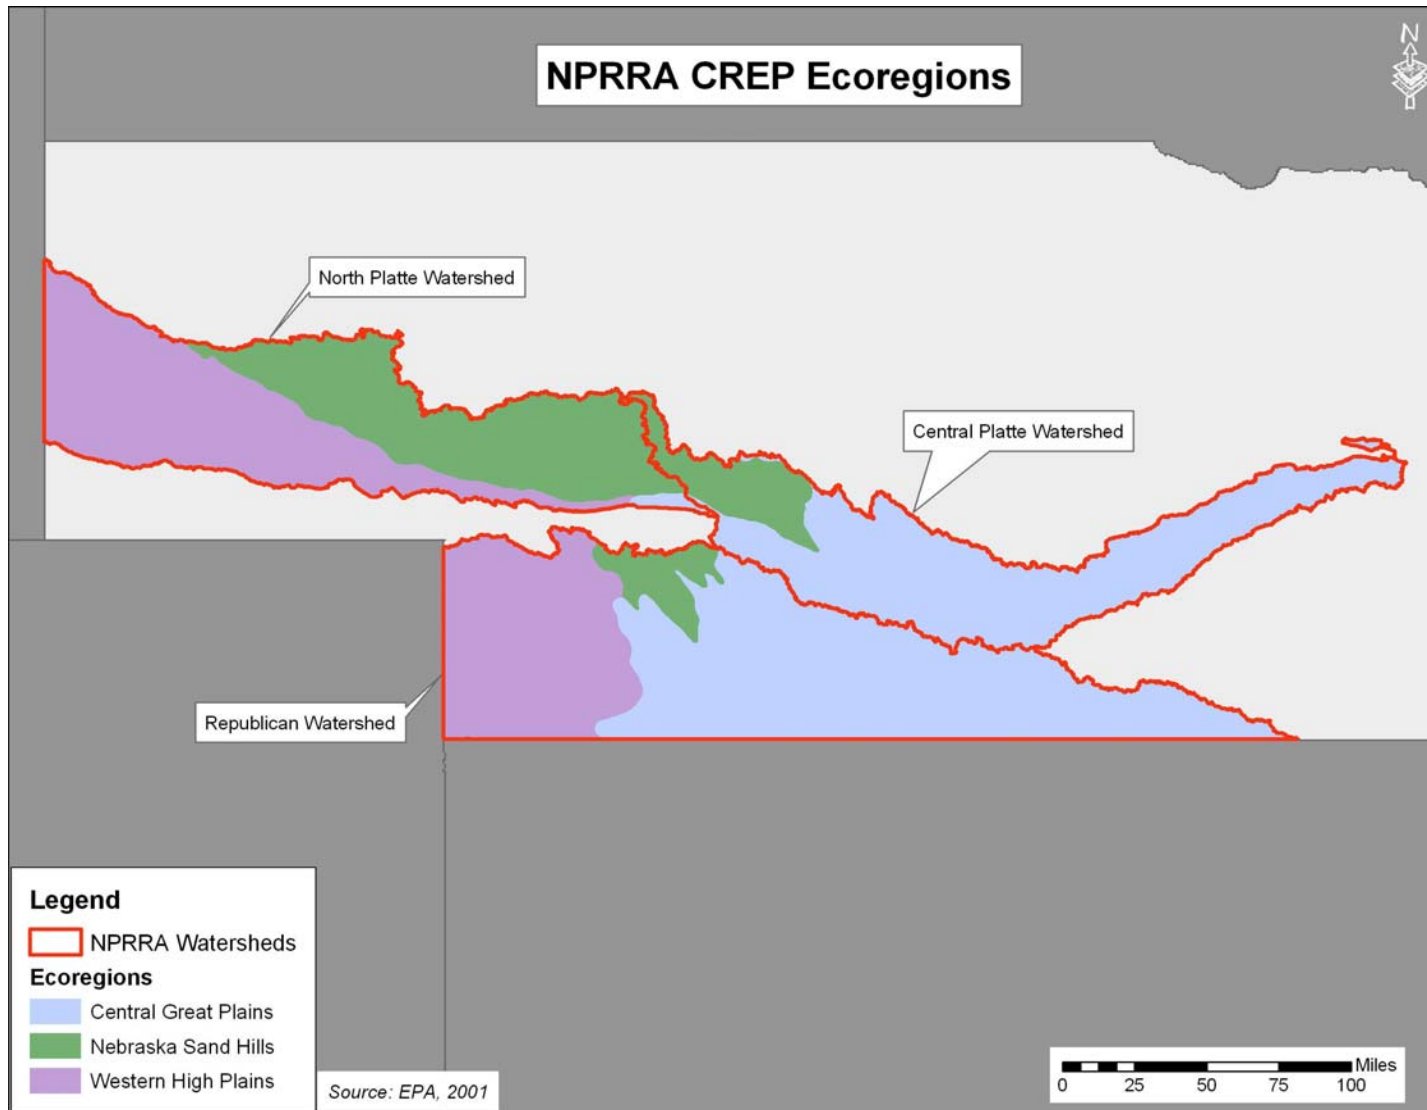 NPRRA CREP Ecoregions
N
North Platte Watershed
Central Platte Watershed
Republican Watershed
Legend
NPRRA Watersheds
Ecoregions
Central Great Plains
Nebraska Sand Hills
Western High Plains
Source: EPA, 2001
Miles
0 25 50 75 100